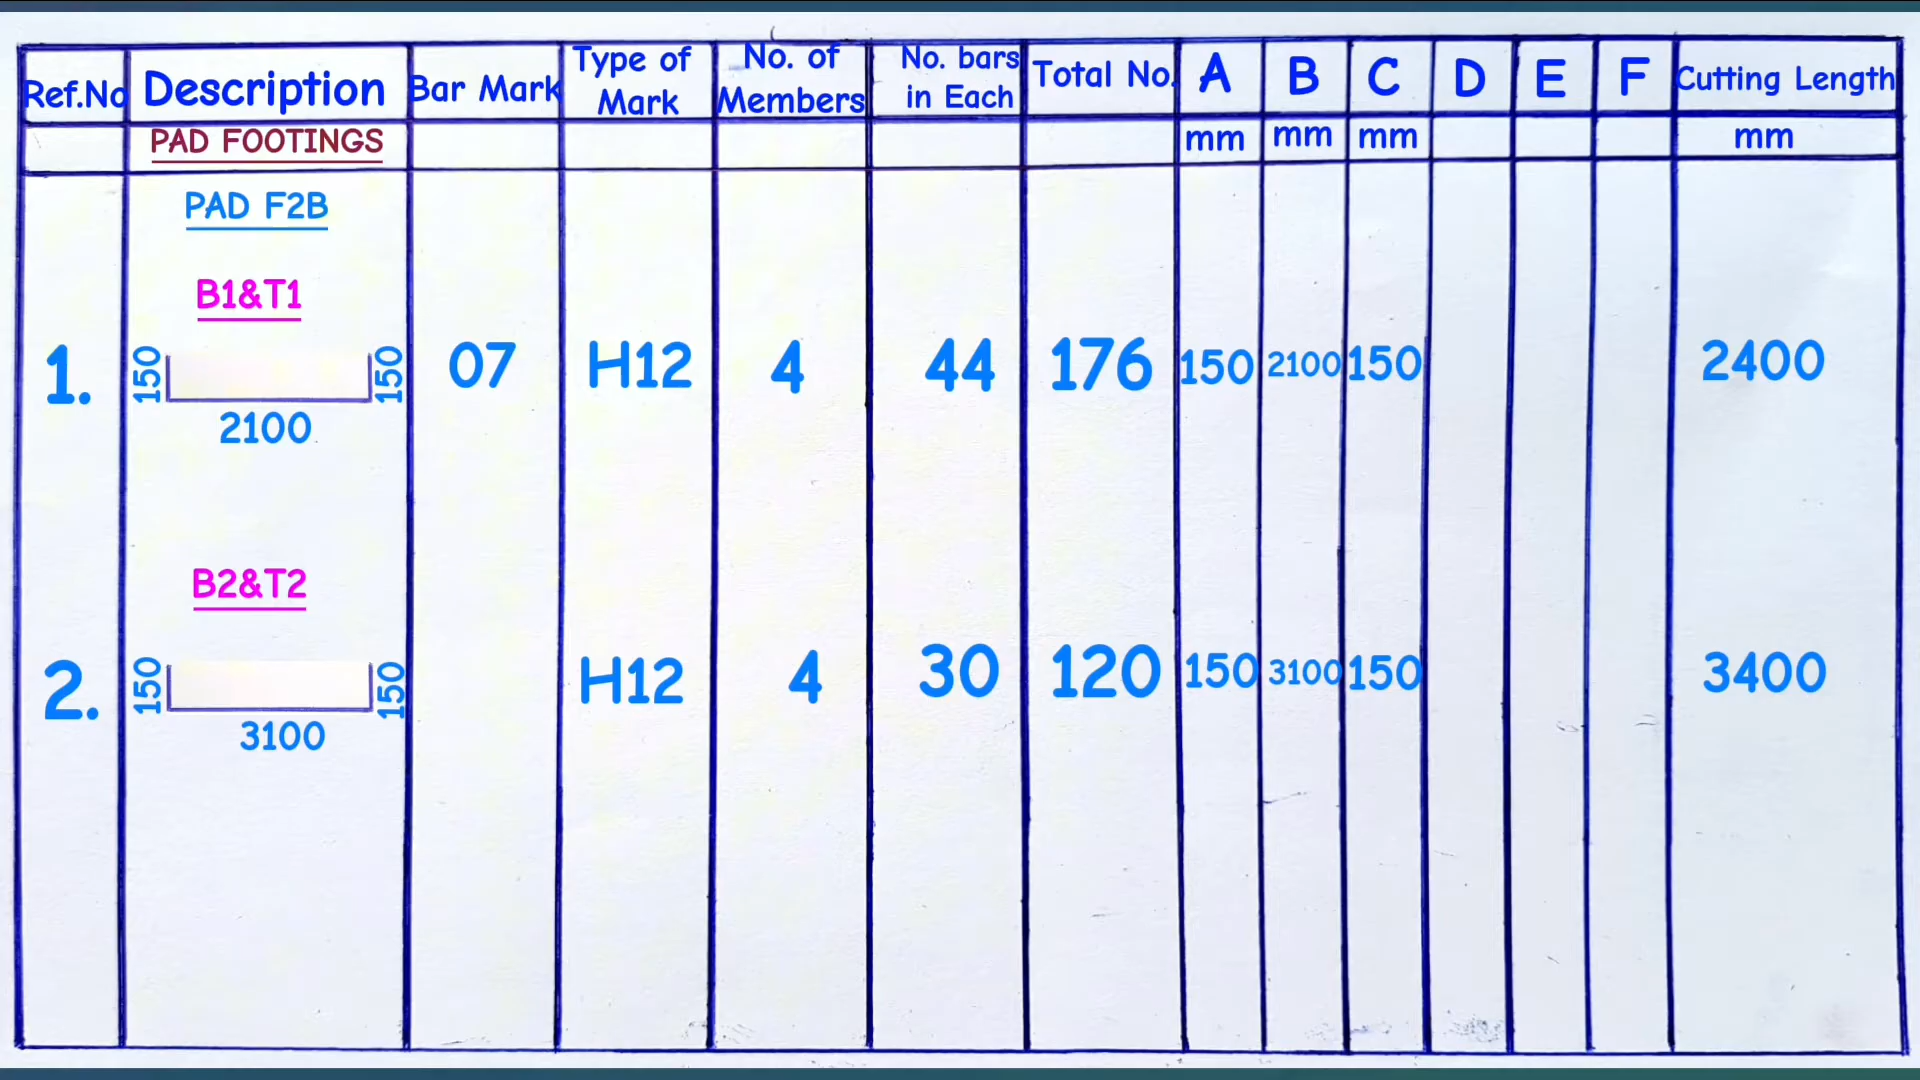 Ref.No Description Bar Mark Type of Mark No. of Members No. bars in Each Total No. A B C D E F Cutting Length
PAD FOOTINGS mm mm mm mm
PAD F2B
B1&T1
1. 150 150 07 H12 4 44 176 150 2100 150 2400
2100
B2&T2
2. 150 150 H12 4 30 120 150 3100 150 3400
3100